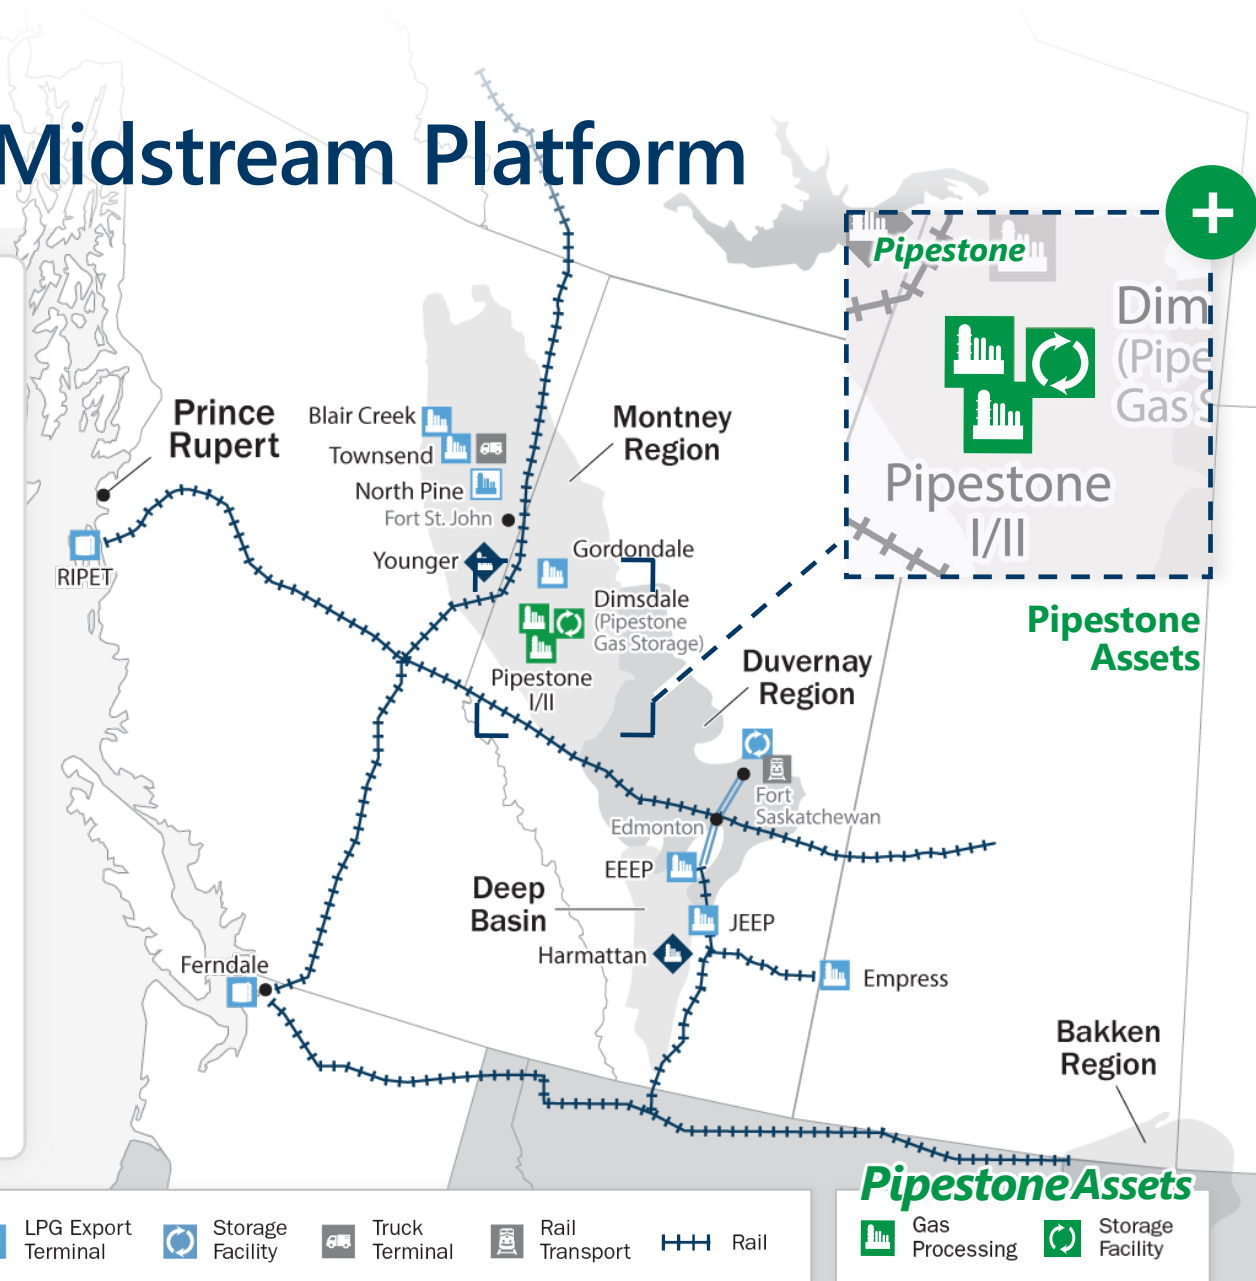 Midstream Platform
Pipestone
Dim
(Pipe
Gas S
Pipestone
I/II
Pipestone
Assets
Prince
Rupert
RIPET
Blair Creek
Townsend
North Pine
Fort St. John
Younger
Montney
Region
Gordondale
Dimsdale
(Pipestone
Gas Storage)
Pipestone
I/II
Duvernay
Region
Fort
Saskatchewan
Edmonton
EEEP
Deep
Basin
JEEP
Harmattan
Empress
Ferndale
Bakken
Region
Pipestone Assets
LPG Export
Terminal
Storage
Facility
Truck
Terminal
Rail
Transport
Rail
Gas
Processing
Storage
Facility